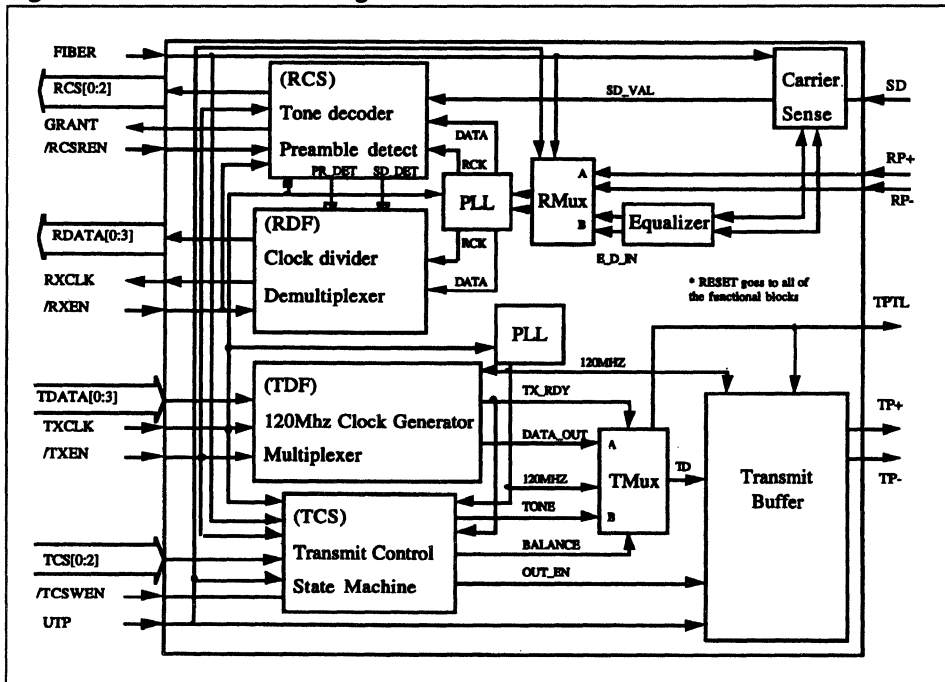 FIBER
RCS[0:2]
GRANT
/RCSREN
RDATA[0:3]
RXCLK
/RXEN
TDATA[0:3]
TXCLK
/TXEN
TCS[0:2]
/TCSWEN
UTP
(RCS)
Tone decoder
Preamble detect
PR_DET SD_DET
(RDF)
Clock divider
Demultiplexer
SD_VAL
DATA
RCK
PLL
RCK
DATA
A
RMux
B
Equalizer
E_D_IN
Carrier
Sense
SD
RP+
RP-
* RESET goes to all of
the functional blocks
PLL
(TDF)
120Mhz Clock Generator
Multiplexer
120MHZ
TX_RDY
DATA_OUT
120MHZ
TONE
BALANCE
OUT_EN
(TCS)
Transmit Control
State Machine
A
TMux
B
TD
Transmit
Buffer
TPTL
TP+
TP-